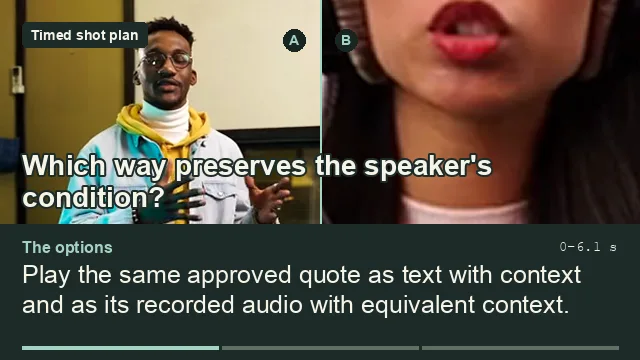 Timed shot plan
A
B
Which way preserves the speaker's
condition?
The options
0–6.1 s
Play the same approved quote as text with context
and as its recorded audio with equivalent context.